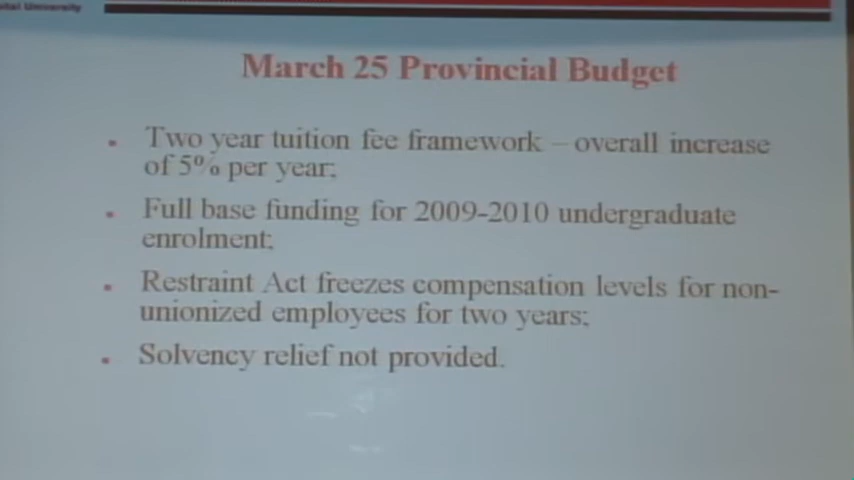 University
March 25 Provincial Budget
Two year tuition fee framework – overall increase
of 5% per year;
Full base funding for 2009-2010 undergraduate
enrolment;
Restraint Act freezes compensation levels for non-
unionized employees for two years;
Solvency relief not provided.